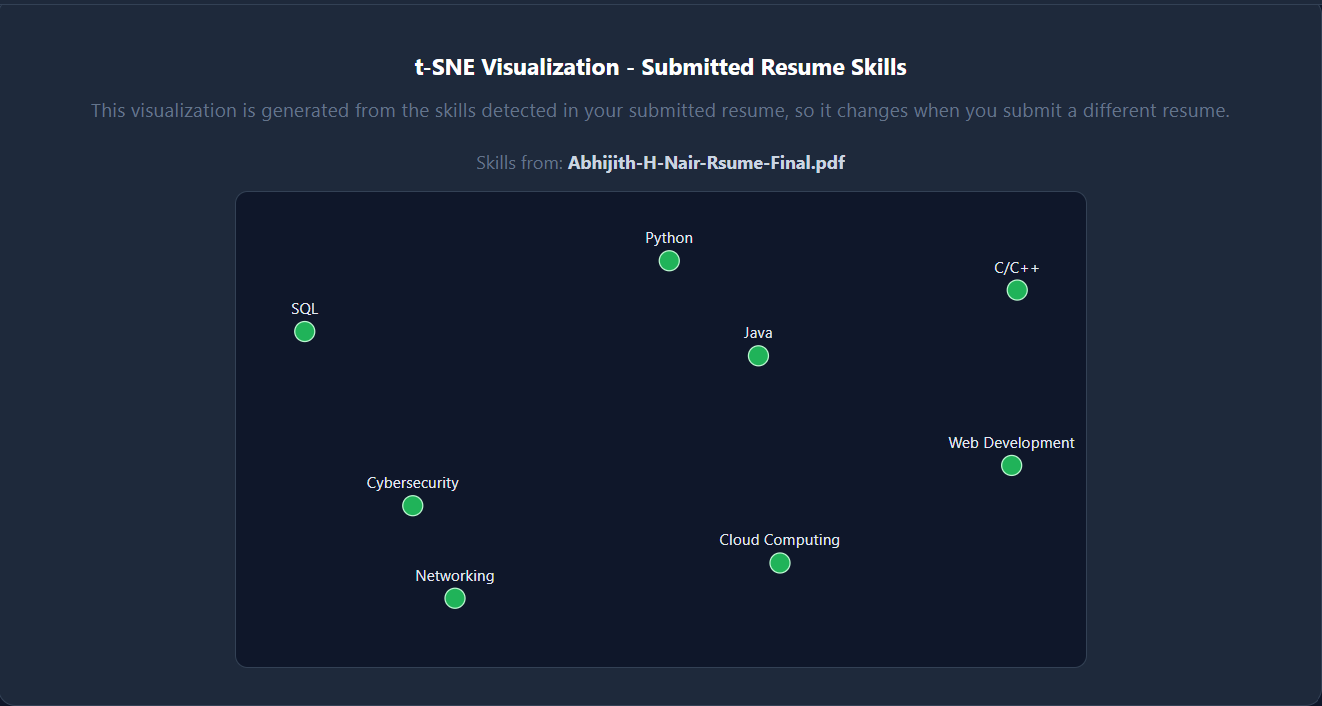 t-SNE Visualization - Submitted Resume Skills
This visualization is generated from the skills detected in your submitted resume, so it changes when you submit a different resume.
Skills from: Abhijith-H-Nair-Rsume-Final.pdf
Python
C/C++
SQL
Java
Web Development
Cybersecurity
Cloud Computing
Networking